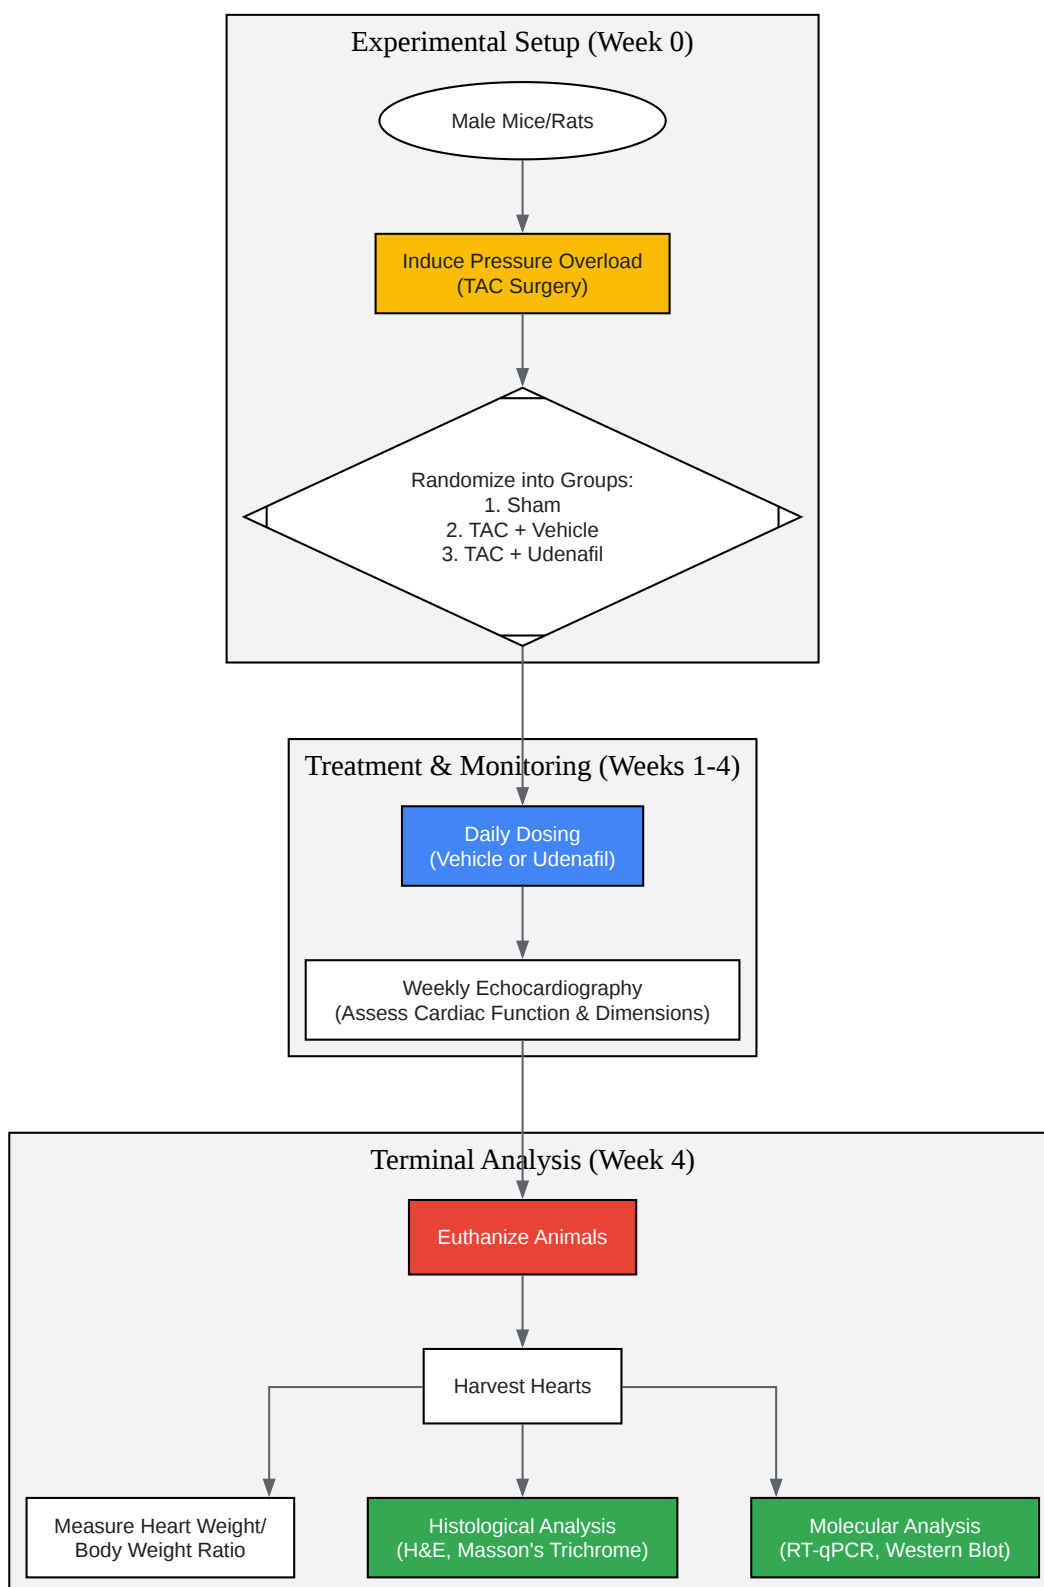 Experimental Setup (Week 0)
Male Mice/Rats
Induce Pressure Overload
(TAC Surgery)
Randomize into Groups:
1. Sham
2. TAC + Vehicle
3. TAC + Udenafil
Treatment & Monitoring (Weeks 1-4)
Daily Dosing
(Vehicle or Udenafil)
Weekly Echocardiography
(Assess Cardiac Function & Dimensions)
Terminal Analysis (Week 4)
Euthanize Animals
Harvest Hearts
Measure Heart Weight/
Body Weight Ratio
Histological Analysis
(H&E, Masson's Trichrome)
Molecular Analysis
(RT-qPCR, Western Blot)